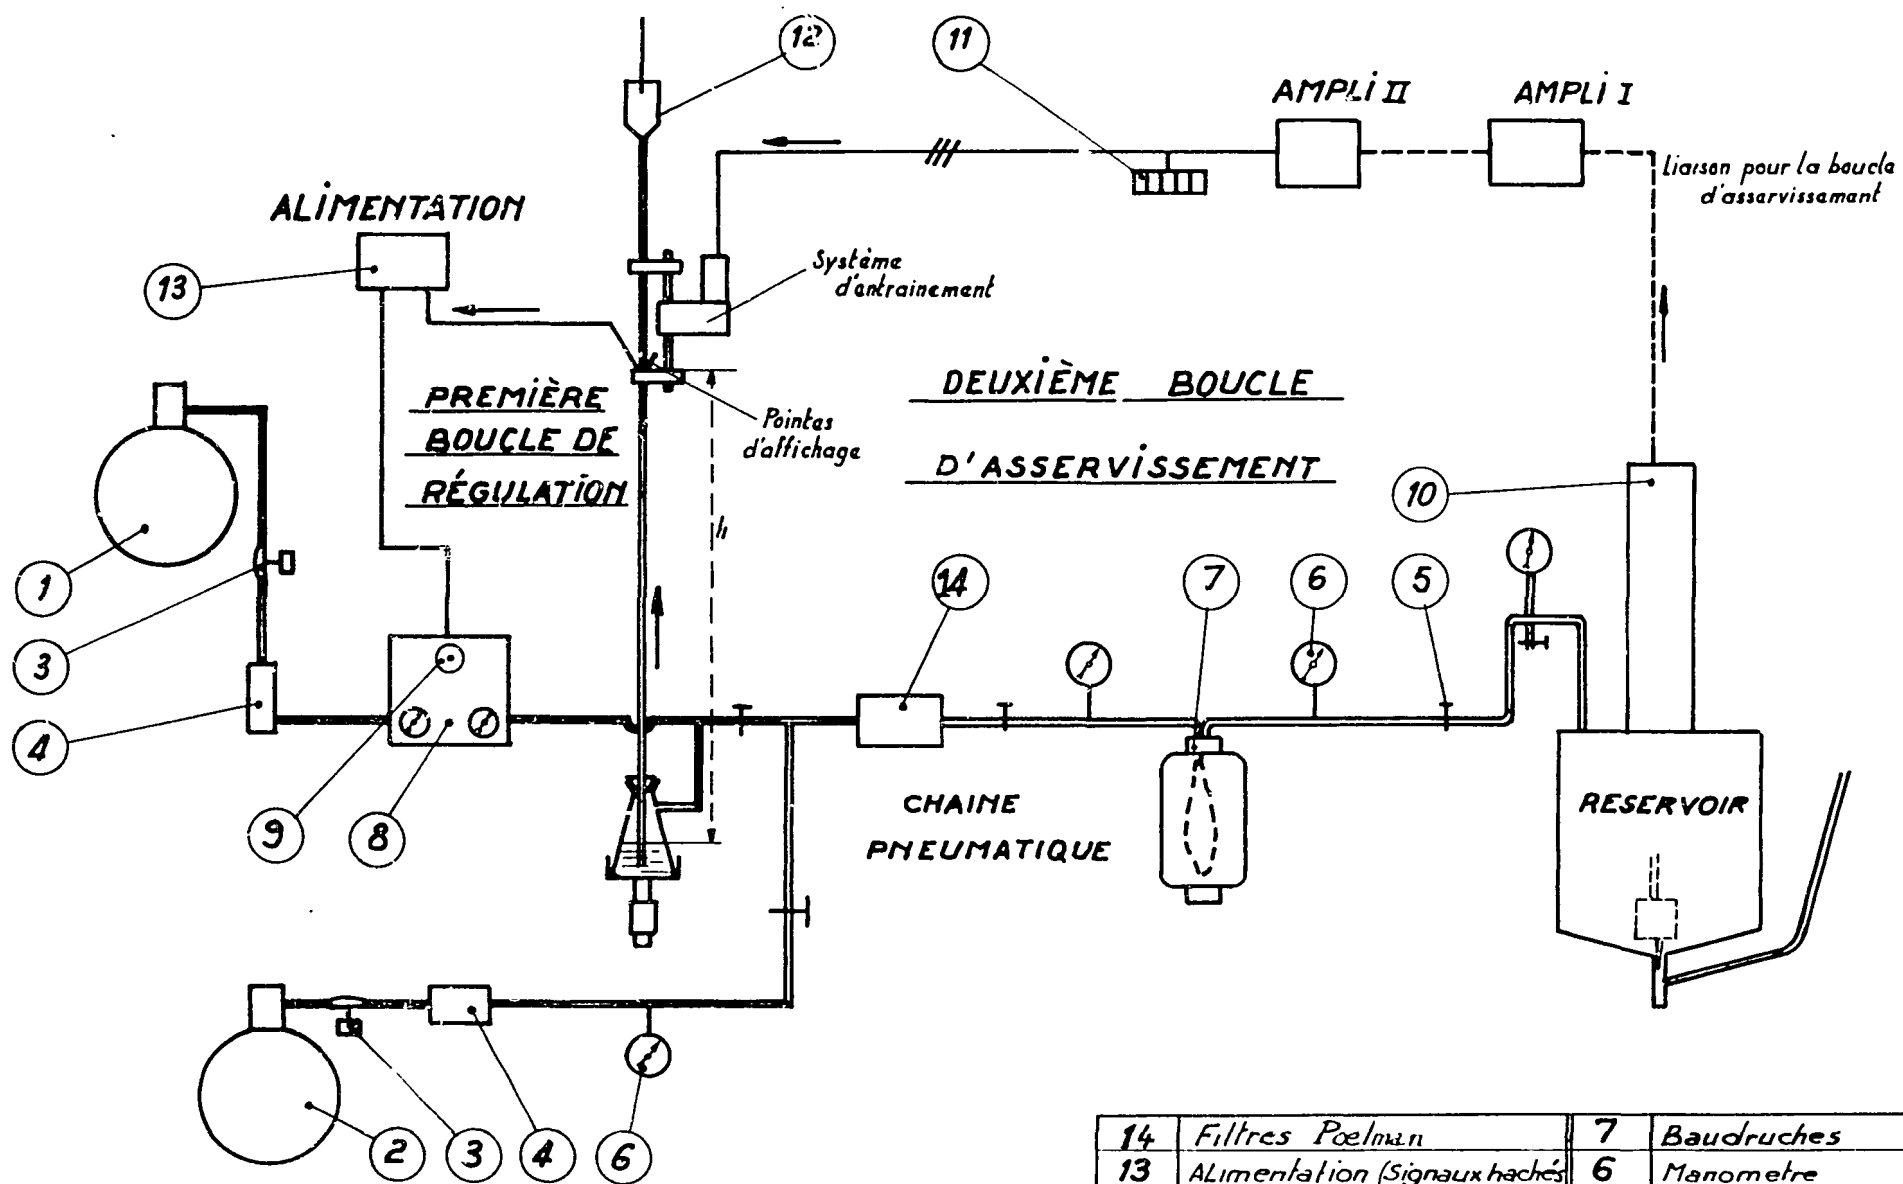 12
11
AMPLI II
AMPLI I
Liaison pour la boucle
d'asservissement
ALIMENTATION
13
Système
d'entrainement
PREMIÈRE
BOUCLE DE
RÉGULATION
Pointes
d'affichage
DEUXIÈME BOUCLE
D'ASSERVISSEMENT
h
10
1
3
4
14
7
6
5
9
8
CHAINE
PNEUMATIQUE
RESERVOIR
2
3
4
6
14 Filtres Poelman 7 Baudruches
13 Alimentation (Signaux hachés 6 Manometre